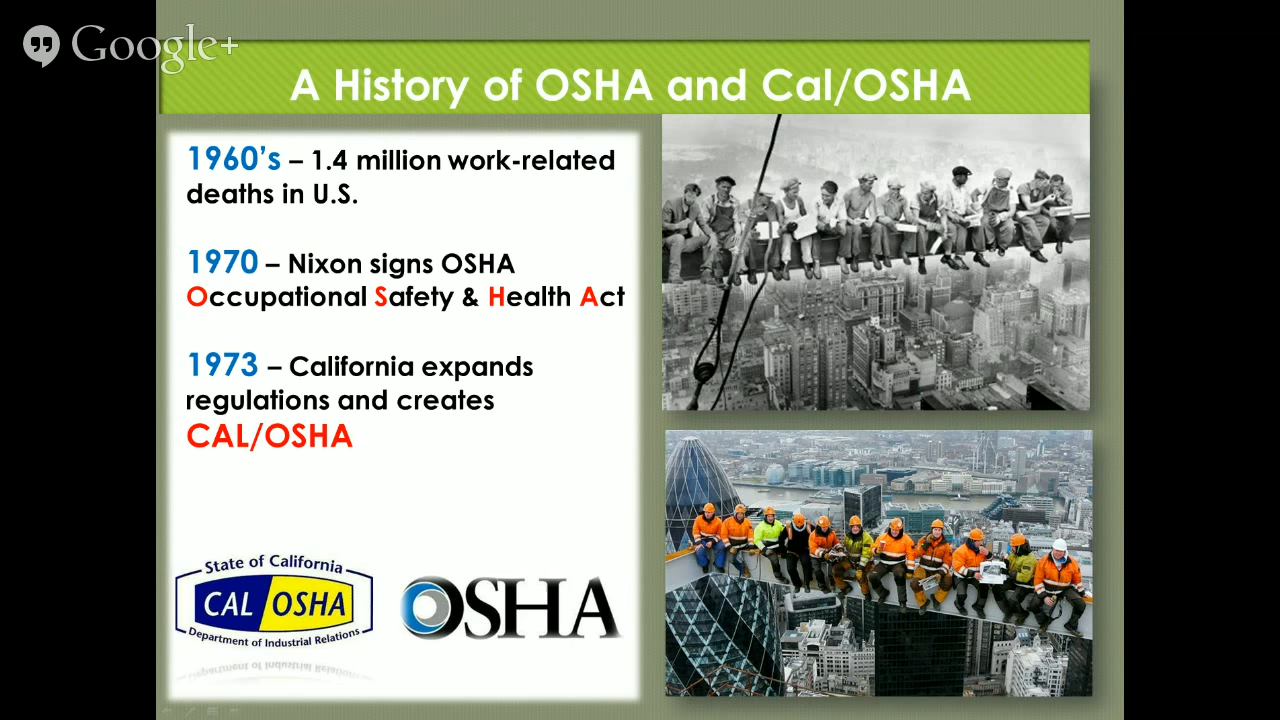 Google+
A History of OSHA and Cal/OSHA
1960's – 1.4 million work-related
deaths in U.S.
1970 – Nixon signs OSHA
Occupational Safety & Health Act
1973 – California expands
regulations and creates
CAL/OSHA
State of California
CAL OSHA
Department of Industrial Relations
OSHA